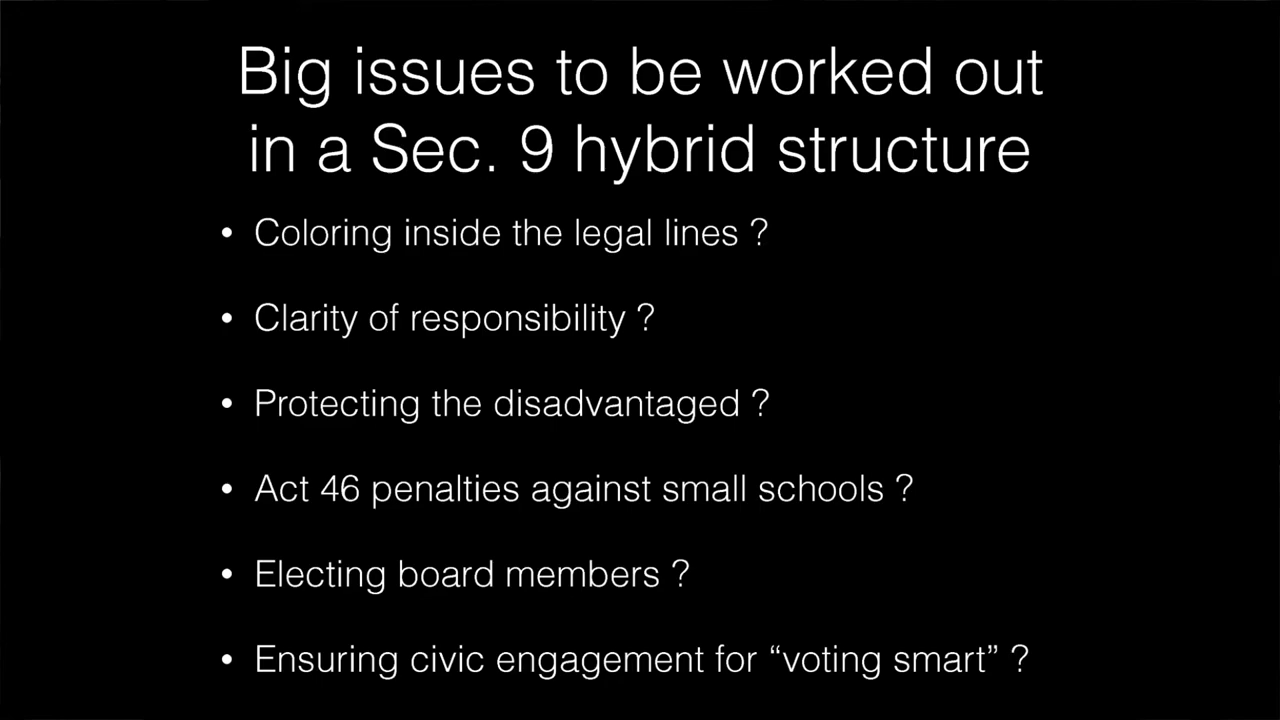 Big issues to be worked out
in a Sec. 9 hybrid structure
• Coloring inside the legal lines ?
• Clarity of responsibility ?
• Protecting the disadvantaged ?
• Act 46 penalties against small schools ?
• Electing board members ?
• Ensuring civic engagement for “voting smart” ?